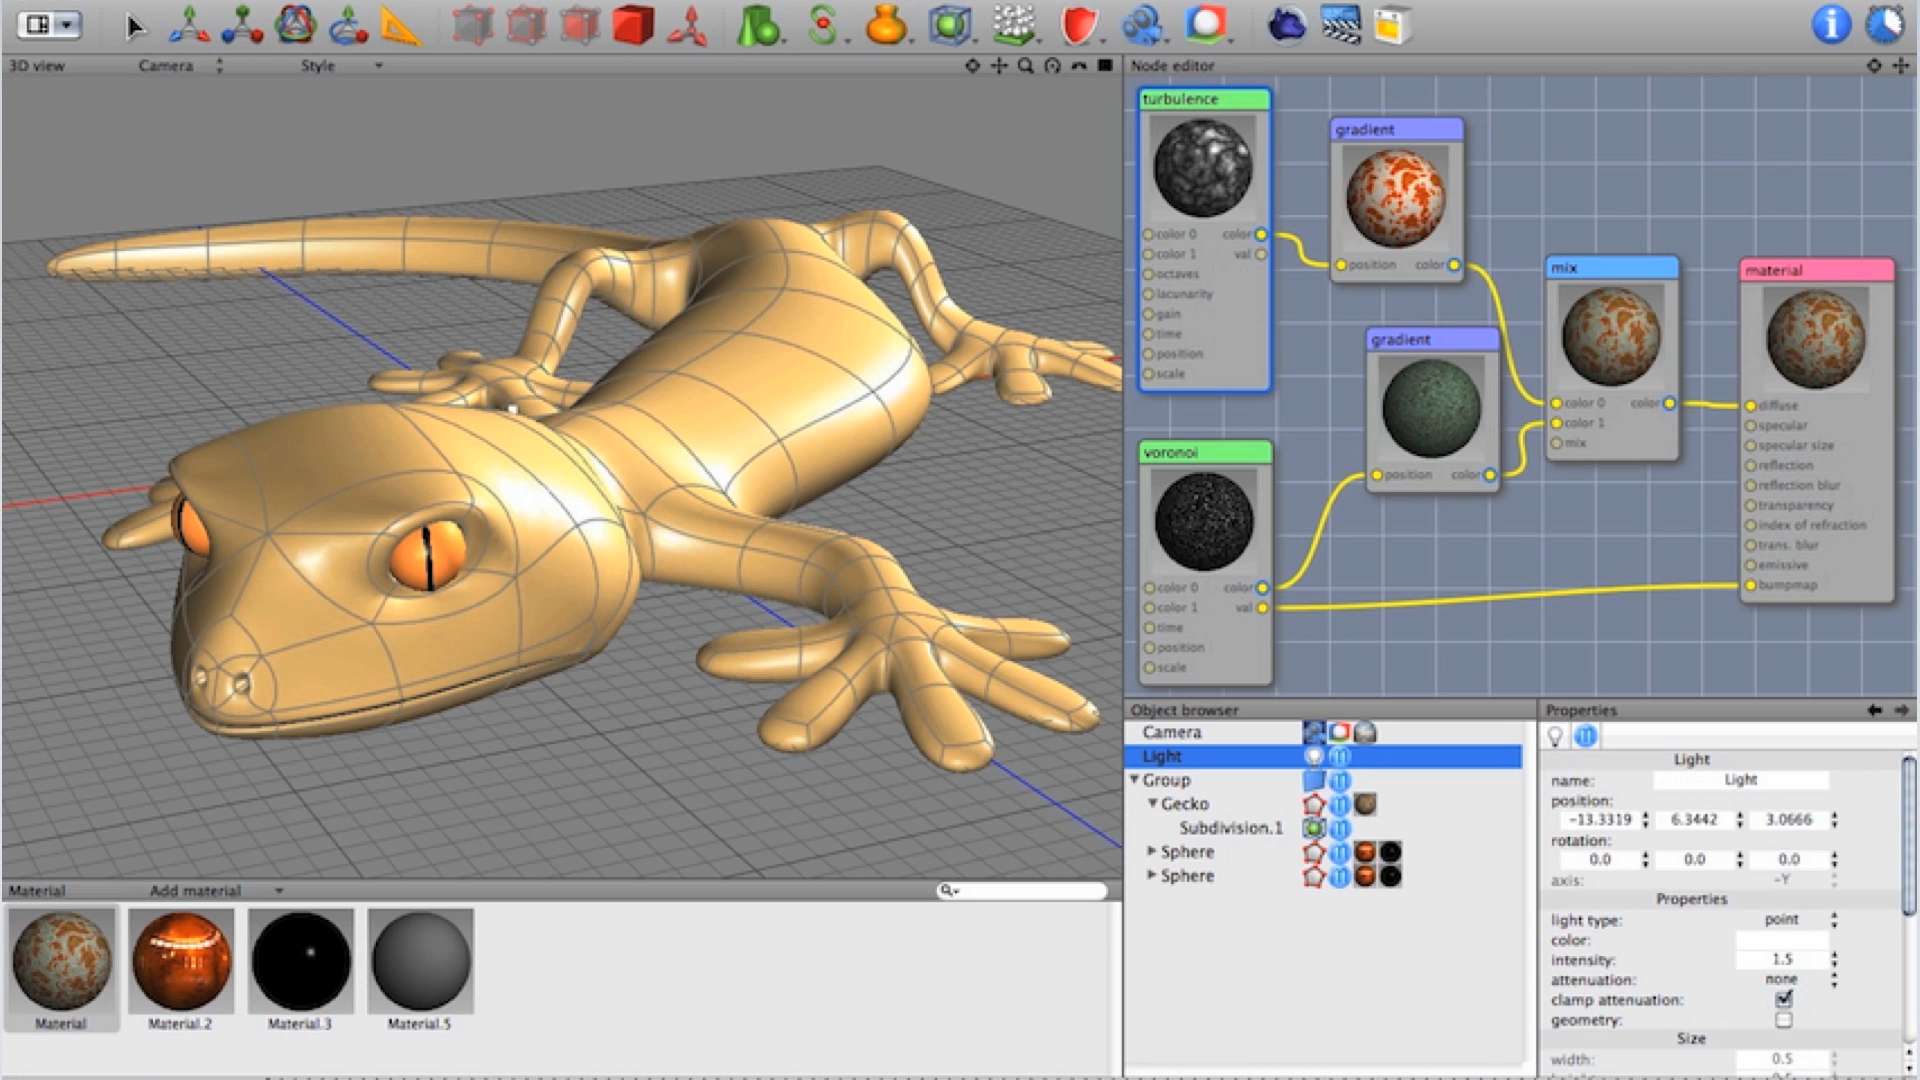 3D view Camera Style
Node editor
turbulence
color 0 color
color 1 val
octaves
lacunarity
gain
time
position
scale
gradient
position color
gradient
position color
voronoi
color 0 color
color 1 val
time
position
scale
mix
color 0 color
color 1
mix
material
diffuse
specular
specular size
reflection
reflection blur
transparency
index of refraction
trans. blur
emissive
bumpmap
Object browser
Camera
Light
Group
Gecko
Subdivision.1
Sphere
Sphere
Properties
Light
name: Light
position:
-13.3319 6.3442 3.0666
rotation:
0.0 0.0 0.0
axis: -Y
Properties
light type: point
color:
intensity: 1.5
attenuation: none
clamp attenuation:
geometry:
Size
width: 0.5
Material Add material
Material
Material.2
Material.3
Material.5